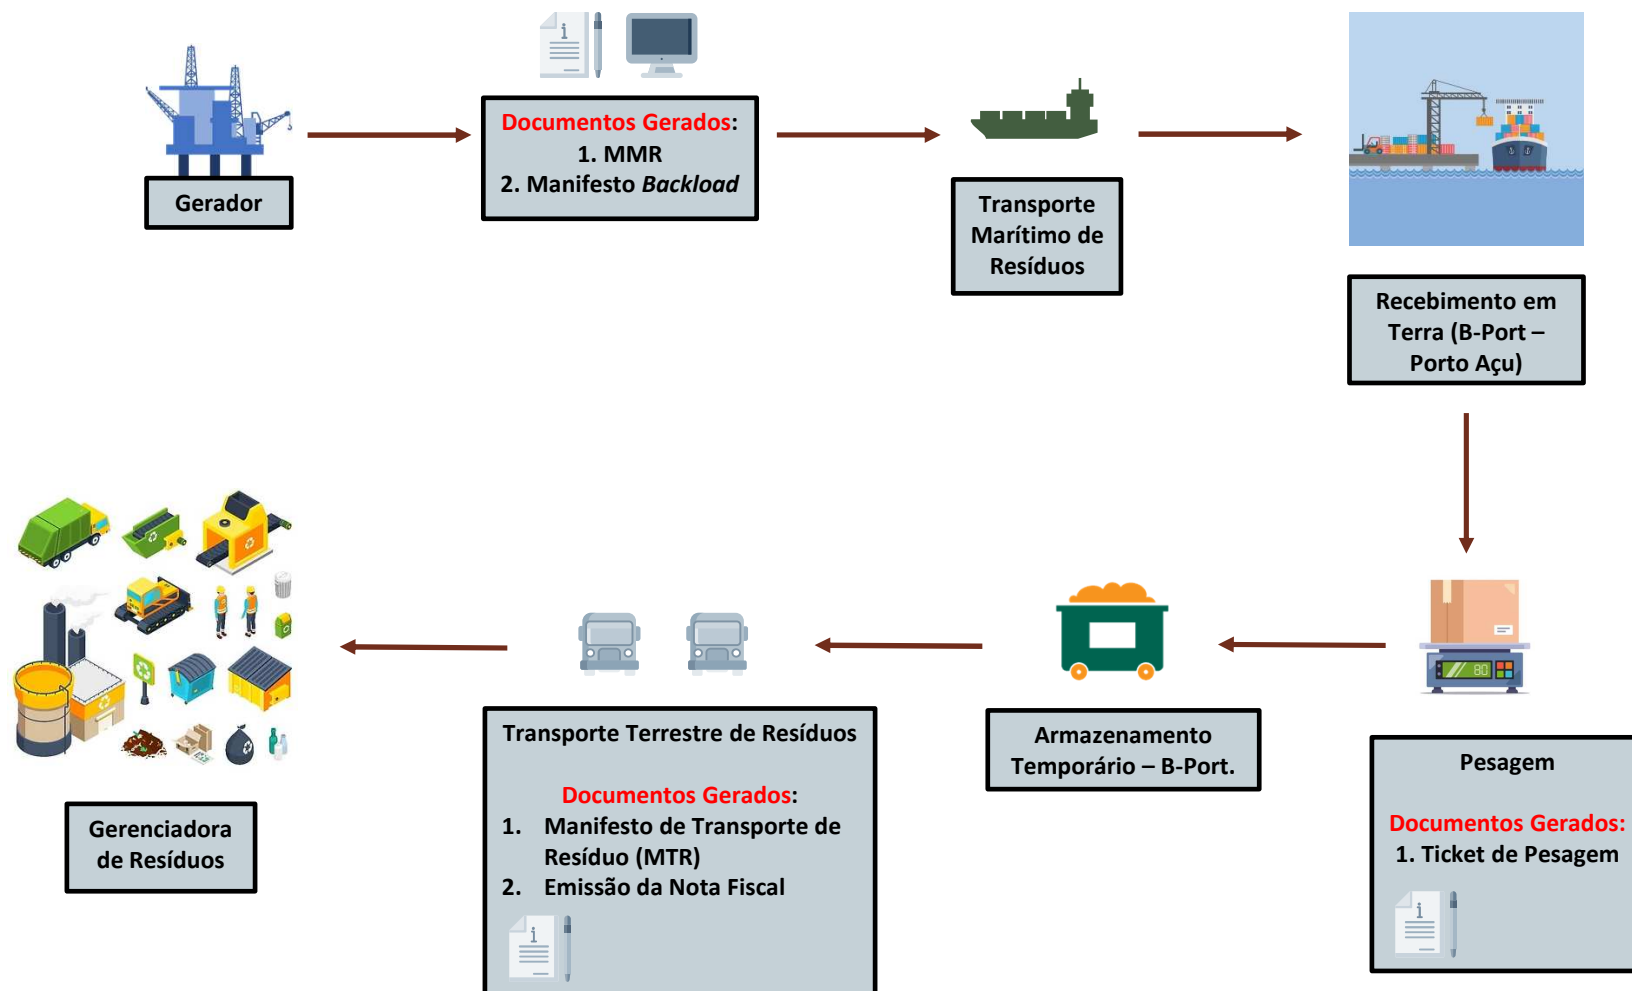 Gerador
Documentos Gerados:
1. MMR
2. Manifesto Backload
Transporte
Marítimo de
Resíduos
Recebimento em
Terra (B-Port –
Porto Açu)
Pesagem
Documentos Gerados:
1. Ticket de Pesagem
80
Armazenamento
Temporário – B-Port.
Transporte Terrestre de Resíduos
Documentos Gerados:
1. Manifesto de Transporte de
Resíduo (MTR)
2. Emissão da Nota Fiscal
Gerenciadora
de Resíduos